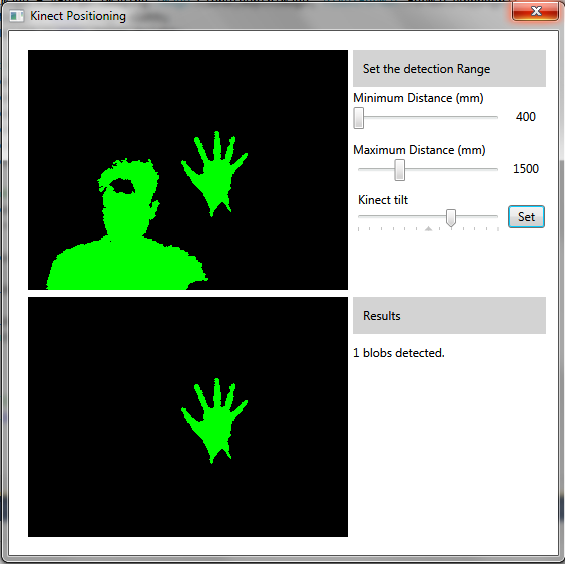 Kinect Positioning
Set the detection Range
Minimum Distance (mm)
400
Maximum Distance (mm)
1500
Kinect tilt
Set
Results
1 blobs detected.